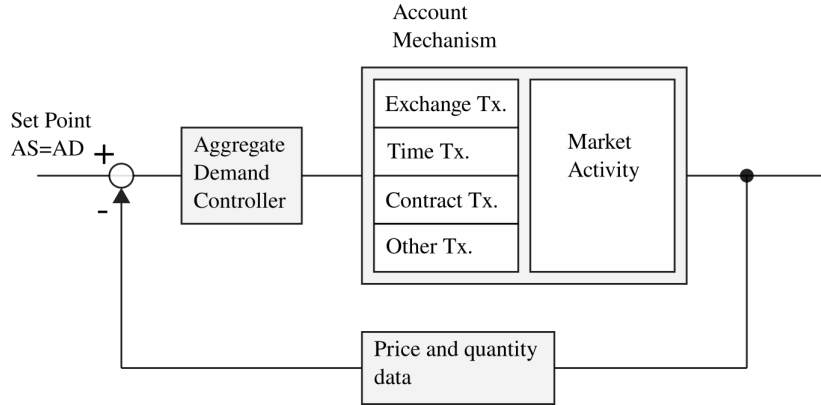 Account
Mechanism
Set Point
AS=AD
+
-
Aggregate
Demand
Controller
Exchange Tx.
Time Tx.
Contract Tx.
Other Tx.
Market
Activity
Price and quantity
data